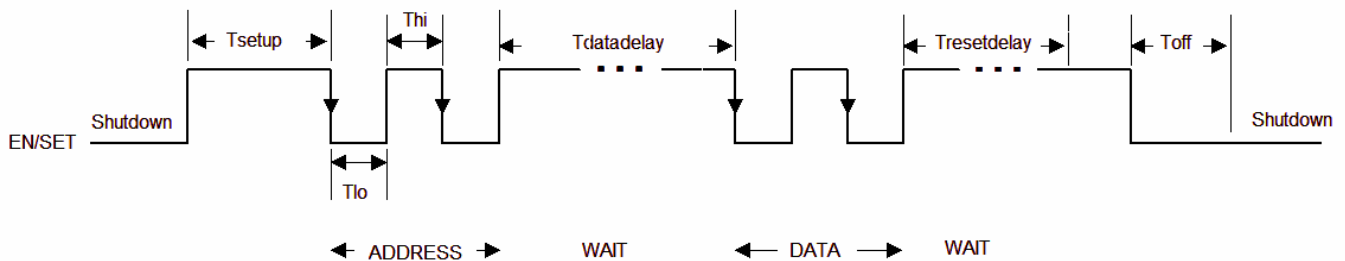 Thi
Tsetup
Tdatadelay
Tresetdelay
Toff
Shutdown
Shutdown
EN/SET
Tlo
ADDRESS
WAIT
DATA
WAIT